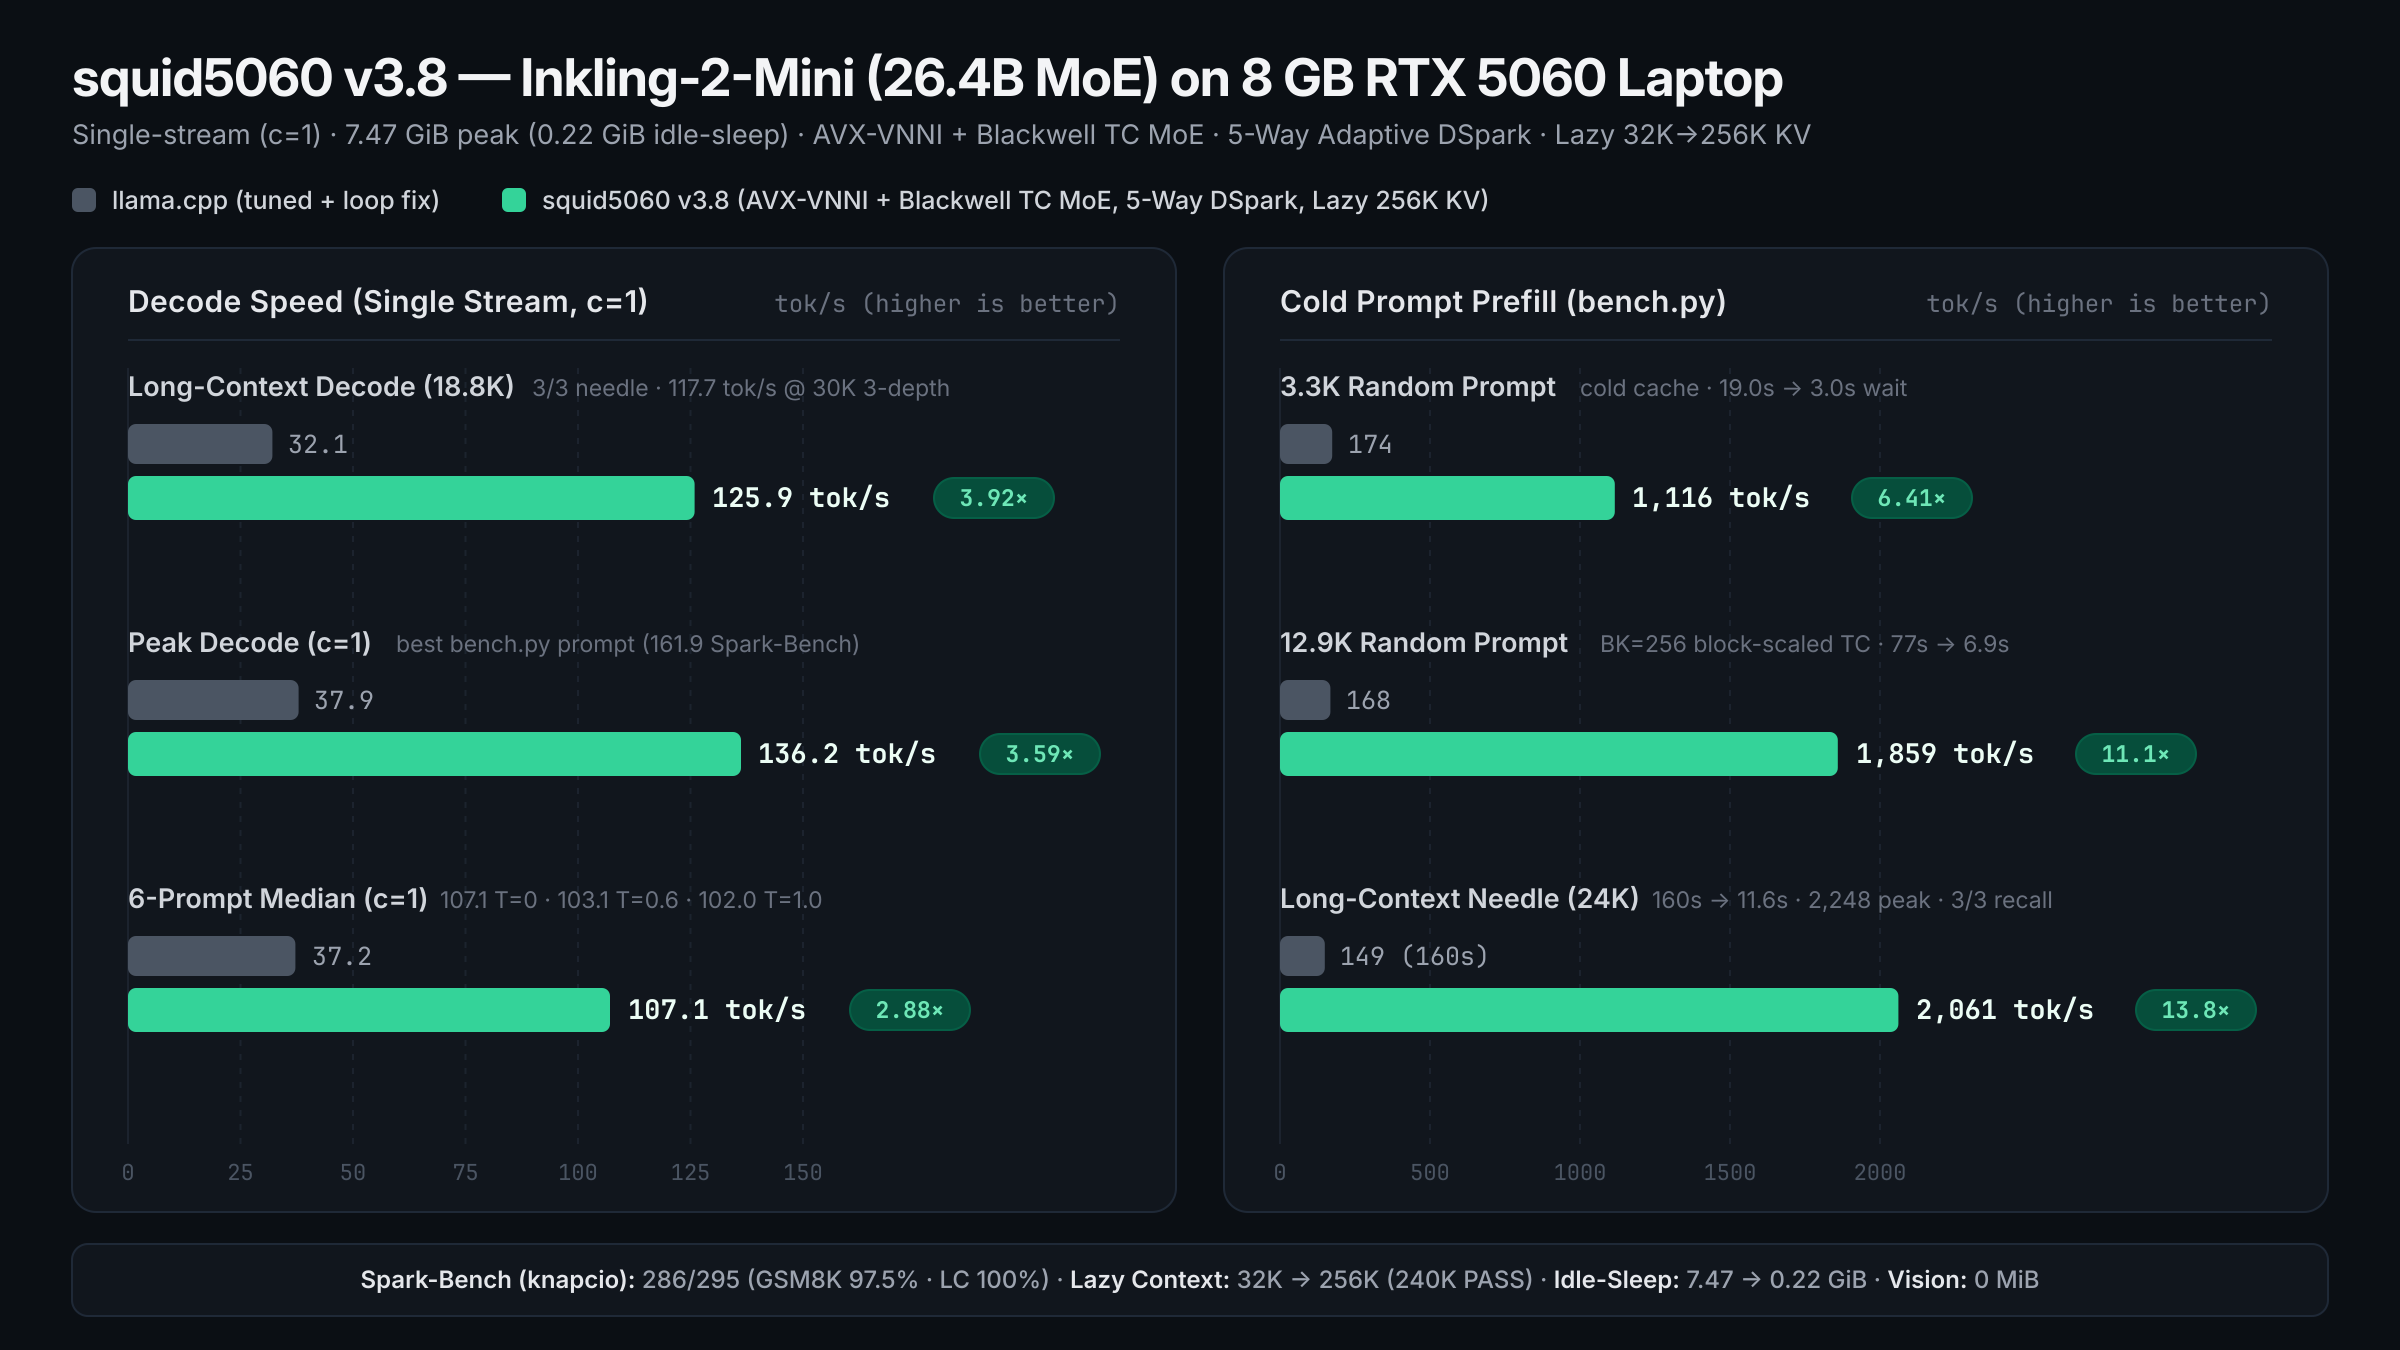 squid5060 v3.8 — Inkling-2-Mini (26.4B MoE) on 8 GB RTX 5060 Laptop
Single-stream (c=1) · 7.47 GiB peak (0.22 GiB idle-sleep) · AVX-VNNI + Blackwell TC MoE · 5-Way Adaptive DSpark · Lazy 32K→256K KV
llama.cpp (tuned + loop fix)
squid5060 v3.8 (AVX-VNNI + Blackwell TC MoE, 5-Way DSpark, Lazy 256K KV)
Decode Speed (Single Stream, c=1) tok/s (higher is better)
Long-Context Decode (18.8K) 3/3 needle · 117.7 tok/s @ 30K 3-depth
32.1
125.9 tok/s 3.92×
Peak Decode (c=1) best bench.py prompt (161.9 Spark-Bench)
37.9
136.2 tok/s 3.59×
6-Prompt Median (c=1) 107.1 T=0 · 103.1 T=0.6 · 102.0 T=1.0
37.2
107.1 tok/s 2.88×
0 25 50 75 100 125 150
Cold Prompt Prefill (bench.py) tok/s (higher is better)
3.3K Random Prompt cold cache · 19.0s → 3.0s wait
174
1,116 tok/s 6.41×
12.9K Random Prompt BK=256 block-scaled TC · 77s → 6.9s
168
1,859 tok/s 11.1×
Long-Context Needle (24K) 160s → 11.6s · 2,248 peak · 3/3 recall
149 (160s)
2,061 tok/s 13.8×
0 500 1000 1500 2000
Spark-Bench (knapcio): 286/295 (GSM8K 97.5% · LC 100%) · Lazy Context: 32K → 256K (240K PASS) · Idle-Sleep: 7.47 → 0.22 GiB · Vision: 0 MiB